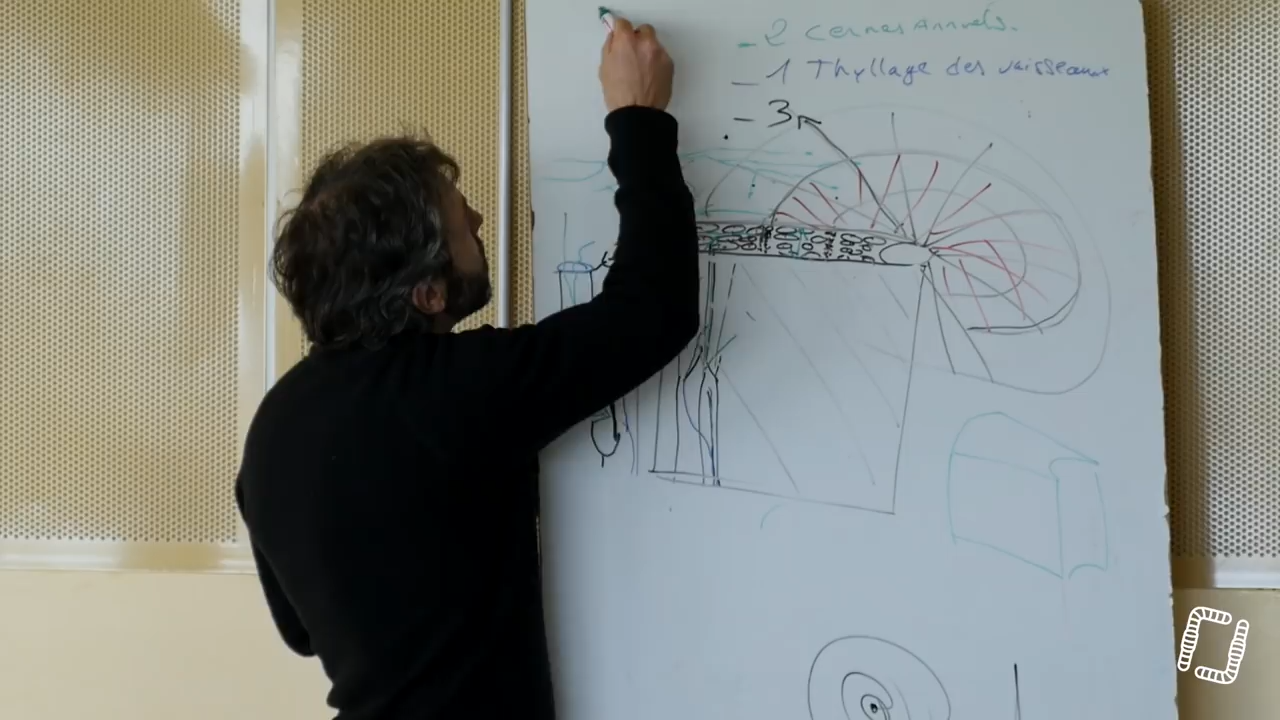 - 2 cernes Annuels.
- 1 Thyllage des vaisseaux
- 3